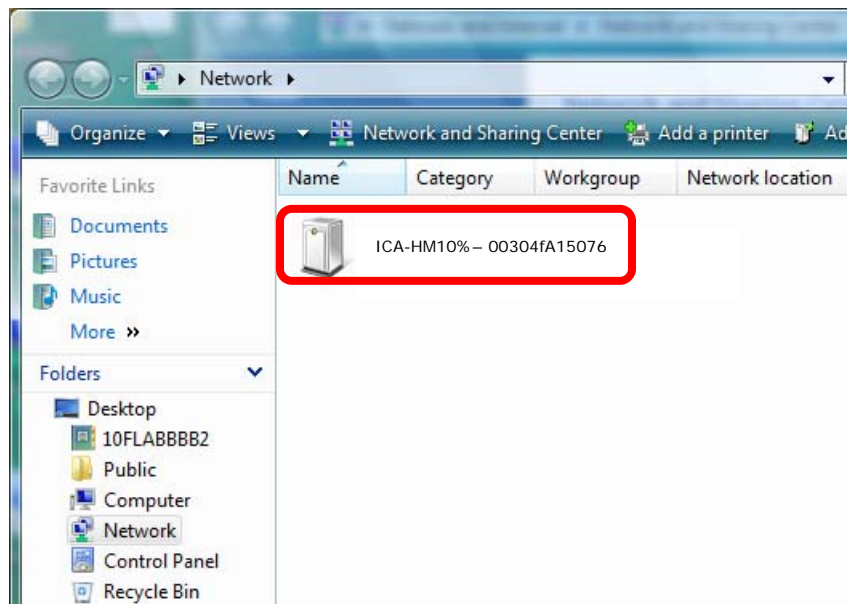 Network
Organize Views Network and Sharing Center Add a printer Ad
Favorite Links
Documents
Pictures
Music
More »
Folders
Desktop
10FLABBBB2
Public
Computer
Network
Control Panel
Recycle Bin
Name Category Workgroup Network location
ICA-HM10% – 00304fA15076